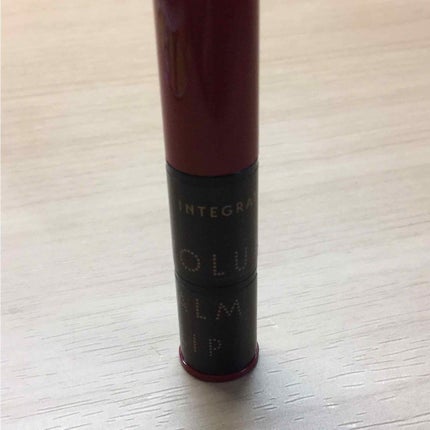 INTEGRA
OLU
ALM
IP